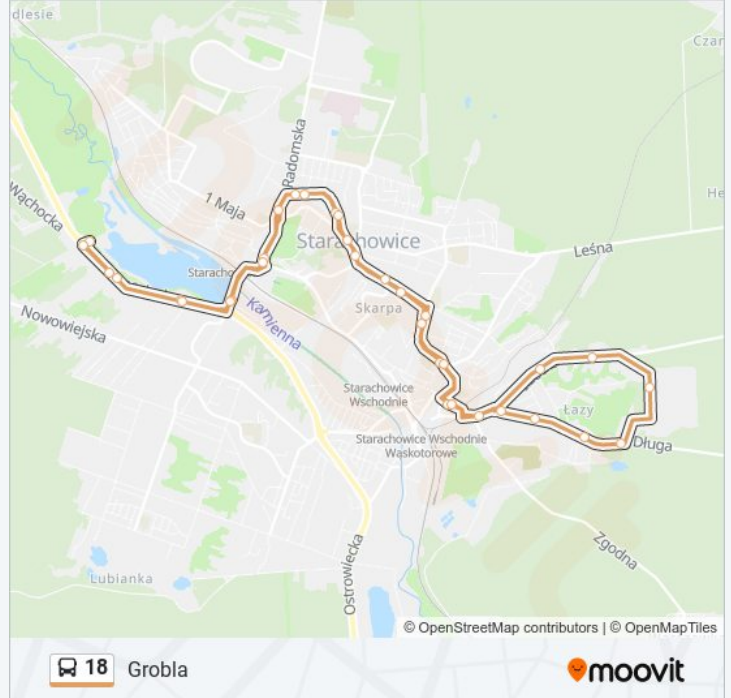 dlesie
Czar
Radomska
Wąchocka
1 Maja
He
Starachowice
Leśna
Staracho
Nowowiejska
Kamienna
Skarpa
Starachowice
Wschodnie
Łazy
Starachowice Wschodnie
Wąskotorowe
Długa
Zgodna
Lubianka
Ostrowiecka
© OpenStreetMap contributors | © OpenMapTiles
18 Grobla
moovit